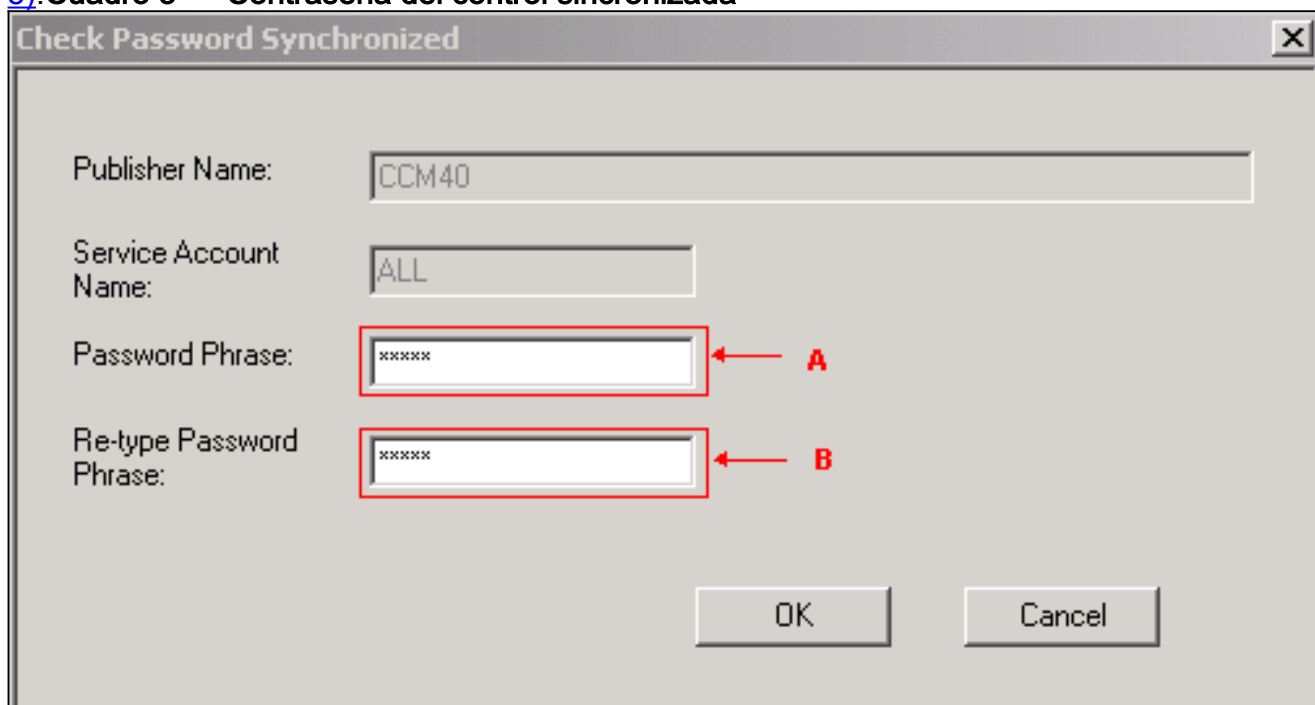 Check Password Synchronized
Publisher Name: CCM40
Service Account
Name: ALL
Password Phrase: ***** A
Re-type Password
Phrase: ***** B
OK Cancel